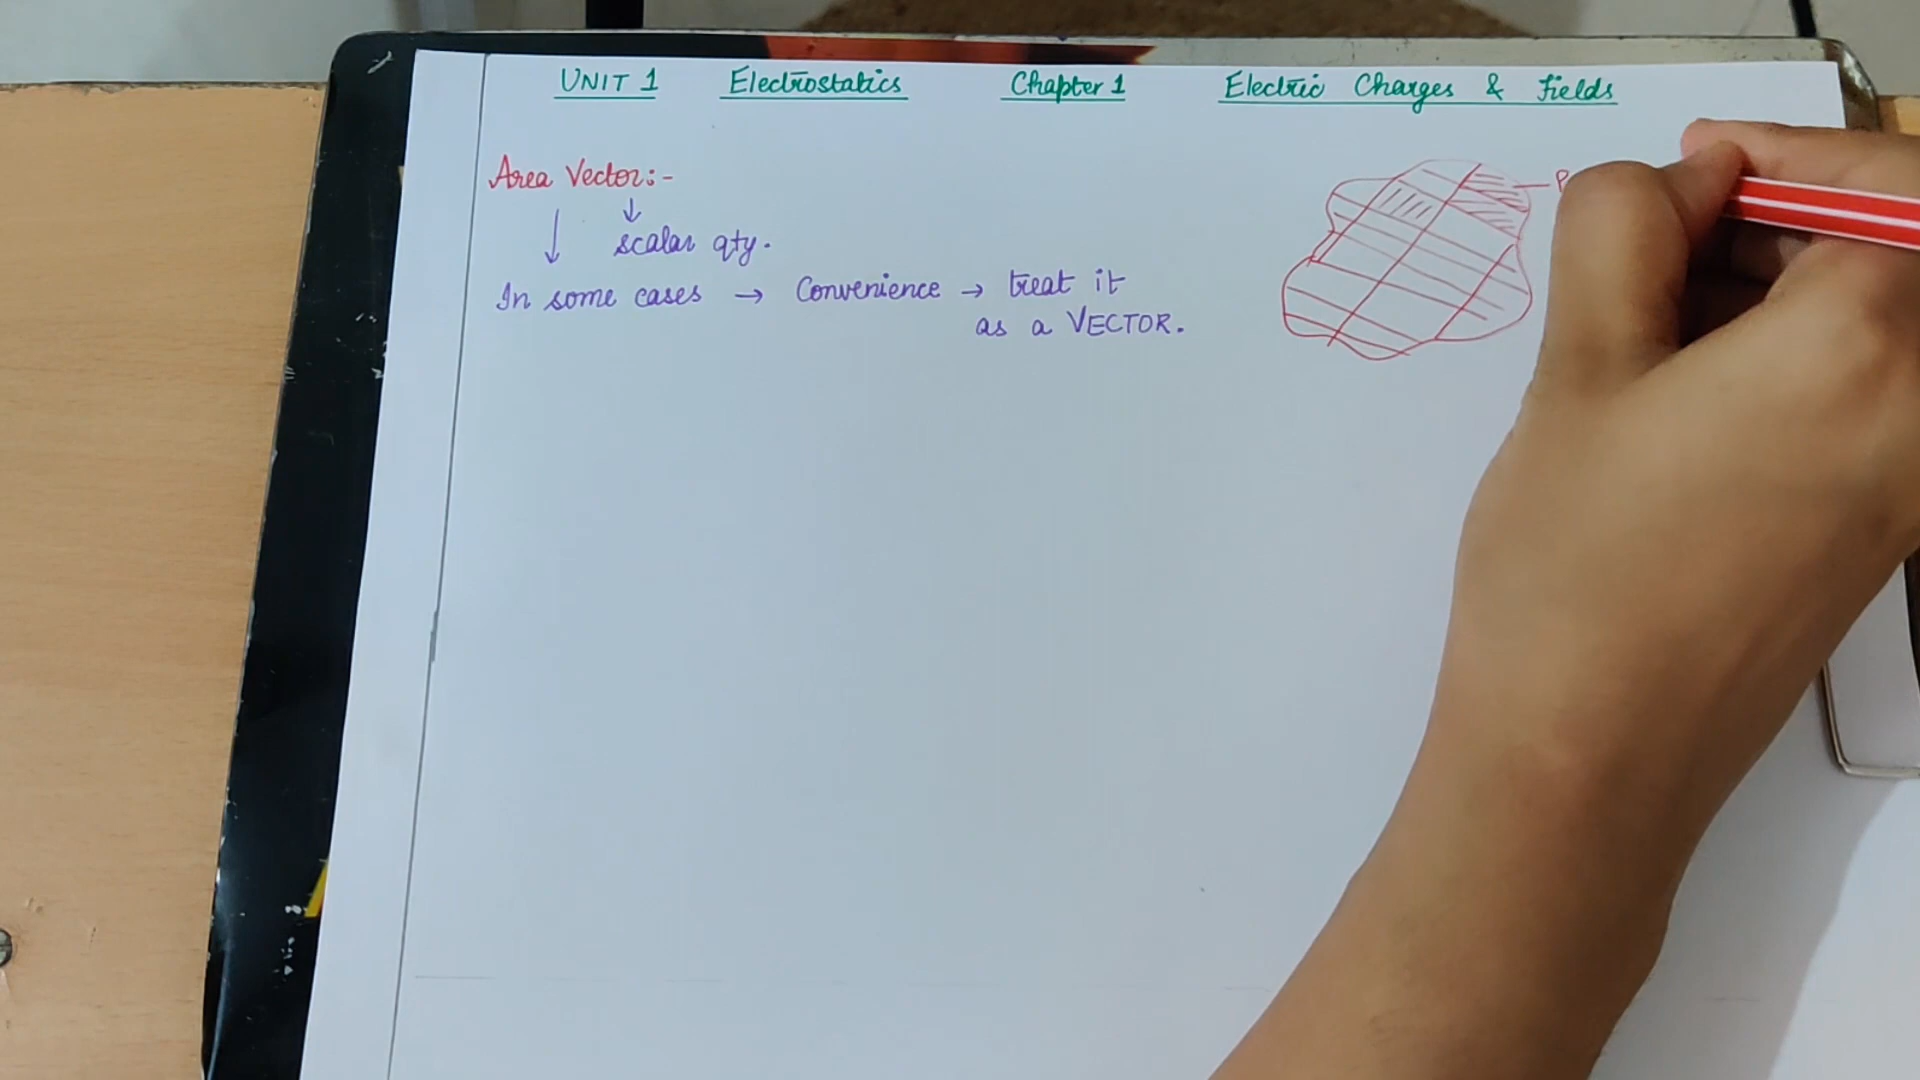 UNIT 1 Electrostatics Chapter 1 Electric Charges & Fields
Area Vector:-
↓ ↓
scalar qty.
In some cases → Convenience → treat it
as a VECTOR.